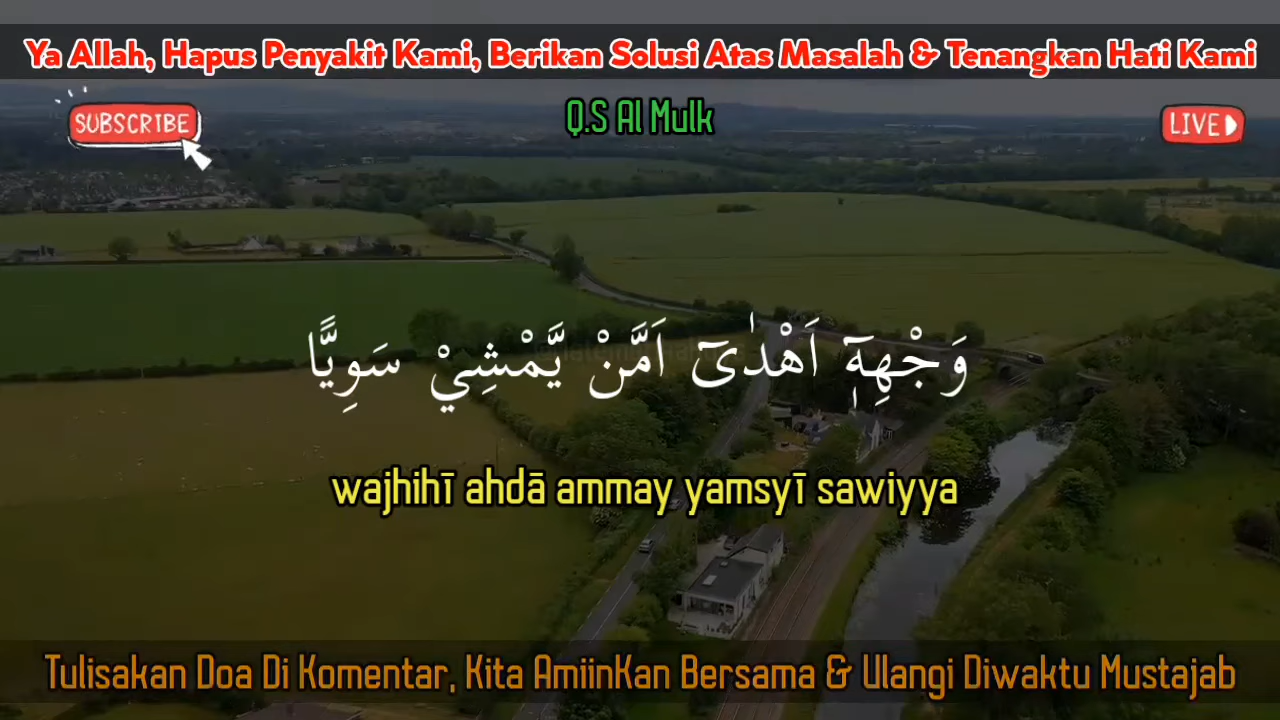 Ya Allah, Hapus Penyakit Kami, Berikan Solusi Atas Masalah & Tenangkan Hati Kami
SUBSCRIBE
Q.S Al Mulk
LIVE
وَجْهِهٖٓ اَهْدٰىٓ اَمَّنْ يَّمْشِيْ سَوِيًّا
wajhihī ahdā ammay yamsyī sawiyya
Tulisakan Doa Di Komentar, Kita AmiinKan Bersama & Ulangi Diwaktu Mustajab